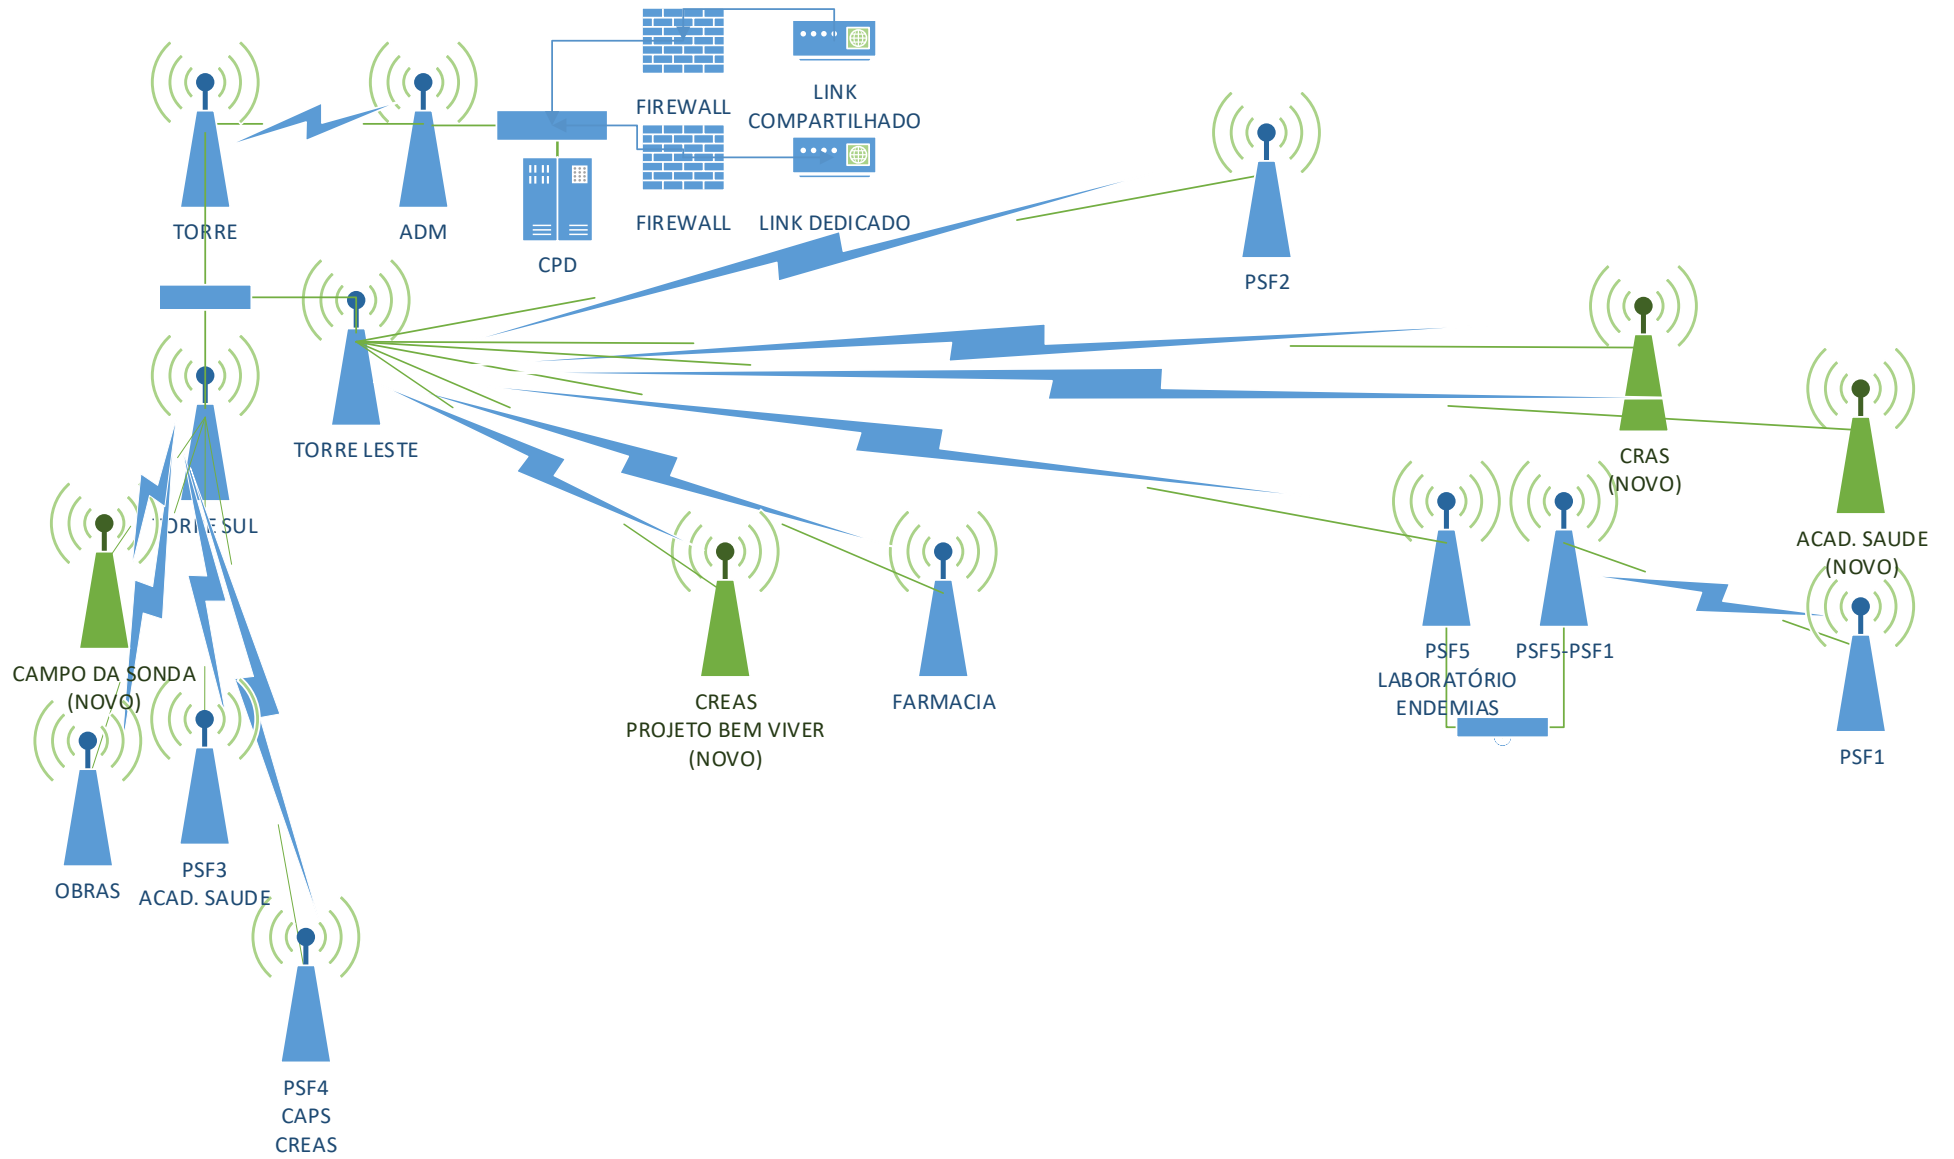 FIREWALL
LINK
COMPARTILHADO
TORRE
ADM
FIREWALL
LINK DEDICADO
CPD
PSF2
TORRE LESTE
CRAS
(NOVO)
TORRE SUL
ACAD. SAUDE
(NOVO)
CAMPO DA SONDA
(NOVO)
CREAS
PROJETO BEM VIVER
(NOVO)
FARMACIA
PSF5
LABORATÓRIO
ENDEMIAS
PSF5-PSF1
PSF1
OBRAS
PSF3
ACAD. SAUDE
PSF4
CAPS
CREAS